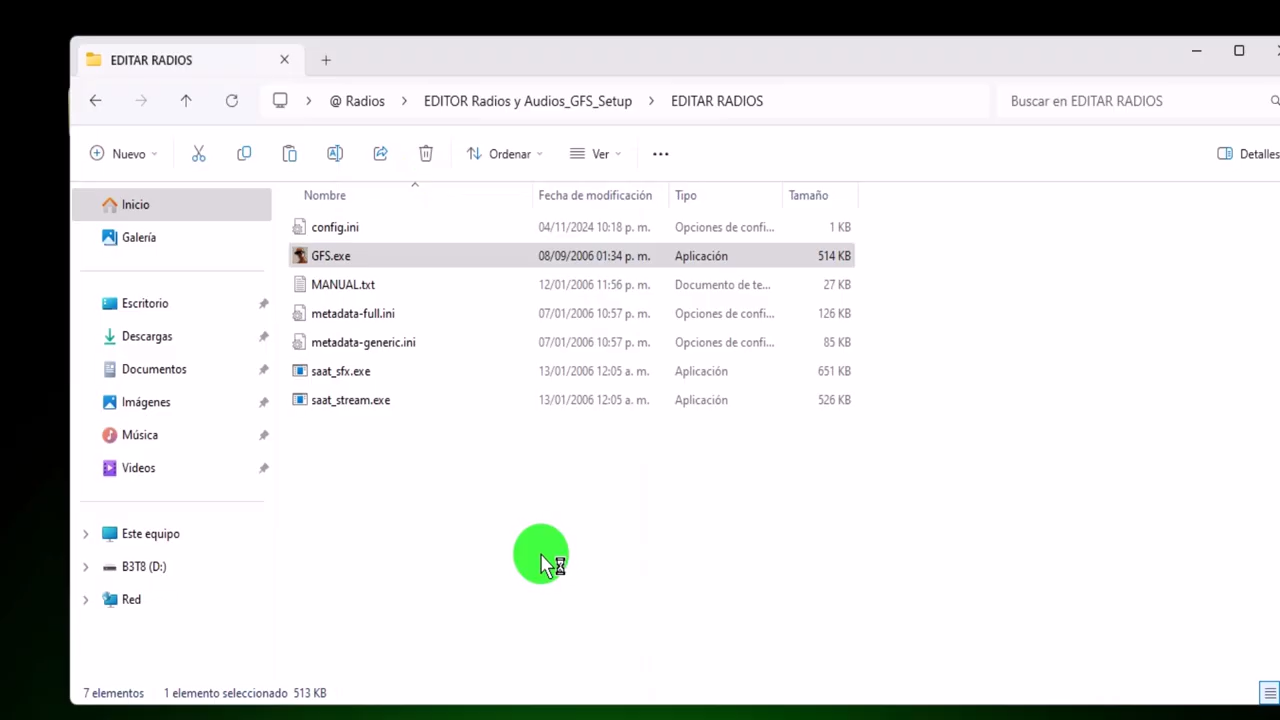 EDITAR RADIOS
@ Radios
EDITOR Radios y Audios_GFS_Setup
EDITAR RADIOS
Buscar en EDITAR RADIOS
Nuevo
Ordenar
Ver
Detalles
Nombre
Fecha de modificación
Tipo
Tamaño
Inicio
Galería
Escritorio
Descargas
Documentos
Imágenes
Música
Videos
Este equipo
B3T8 (D:)
Red
config.ini 04/11/2024 10:18 p. m. Opciones de confi... 1 KB
GFS.exe 08/09/2006 01:34 p. m. Aplicación 514 KB
MANUAL.txt 12/01/2006 11:56 p. m. Documento de te... 27 KB
metadata-full.ini 07/01/2006 10:57 p. m. Opciones de confi... 126 KB
metadata-generic.ini 07/01/2006 10:57 p. m. Opciones de confi... 85 KB
saat_sfx.exe 13/01/2006 12:05 a. m. Aplicación 651 KB
saat_stream.exe 13/01/2006 12:05 a. m. Aplicación 526 KB
7 elementos 1 elemento seleccionado 513 KB